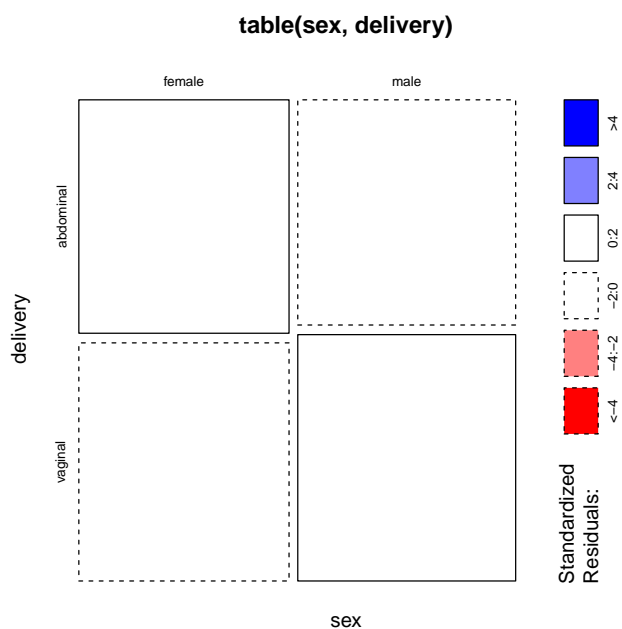 table(sex, delivery)
female
male
abdominal
vaginal
delivery
sex
>4
2:4
0:2
−2:0
−4:−2
<−4
Standardized
Residuals: